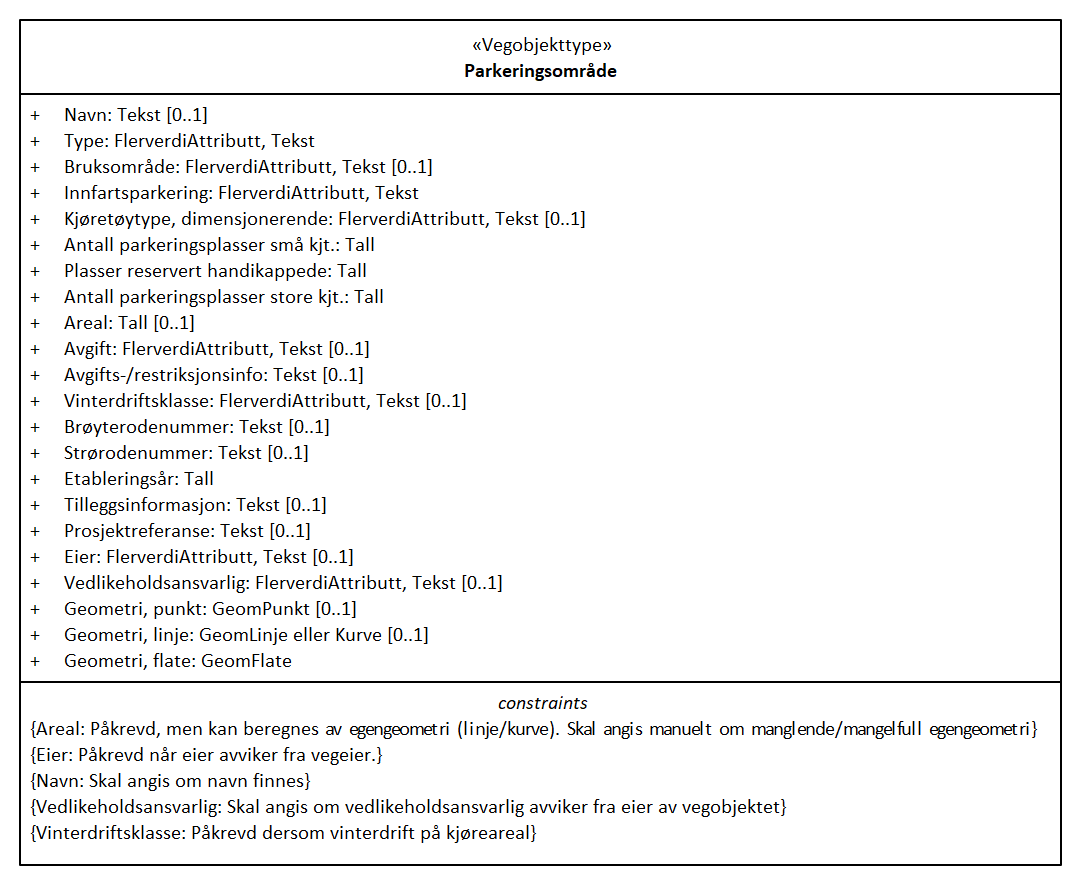 «Vegobjekttype»
Parkeringsområde
+ Navn: Tekst [0..1]
+ Type: FlerverdiAttributt, Tekst
+ Bruksområde: FlerverdiAttributt, Tekst [0..1]
+ Innfartsparkering: FlerverdiAttributt, Tekst
+ Kjøretøytype, dimensjonerende: FlerverdiAttributt, Tekst [0..1]
+ Antall parkeringsplasser små kjt.: Tall
+ Plasser reservert handikappede: Tall
+ Antall parkeringsplasser store kjt.: Tall
+ Areal: Tall [0..1]
+ Avgift: FlerverdiAttributt, Tekst [0..1]
+ Avgifts-/restriksjonsinfo: Tekst [0..1]
+ Vinterdriftsklasse: FlerverdiAttributt, Tekst [0..1]
+ Brøyterodenummer: Tekst [0..1]
+ Strørodenummer: Tekst [0..1]
+ Etableringsår: Tall
+ Tilleggsinformasjon: Tekst [0..1]
+ Prosjektreferanse: Tekst [0..1]
+ Eier: FlerverdiAttributt, Tekst [0..1]
+ Vedlikeholdsansvarlig: FlerverdiAttributt, Tekst [0..1]
+ Geometri, punkt: GeomPunkt [0..1]
+ Geometri, linje: GeomLinje eller Kurve [0..1]
+ Geometri, flate: GeomFlate
constraints
{Areal: Påkrevd, men kan beregnes av egengeometri (linje/kurve). Skal angis manuelt om manglende/mangelfull egengeometri}
{Eier: Påkrevd når eier avviker fra vegeier.}
{Navn: Skal angis om navn finnes}
{Vedlikeholdsansvarlig: Skal angis om vedlikeholdsansvarlig avviker fra eier av vegobjektet}
{Vinterdriftsklasse: Påkrevd dersom vinterdrift på kjøreareal}